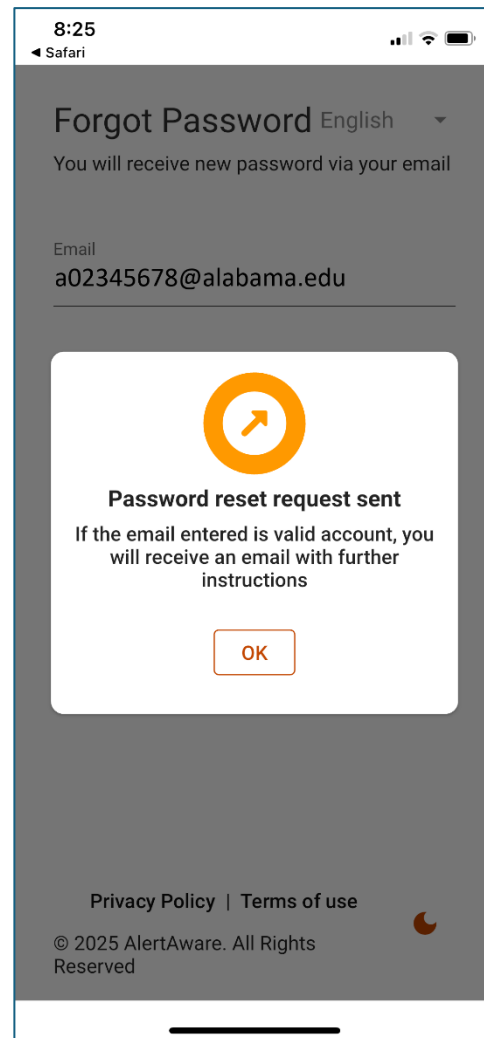 8:25
◀ Safari
Forgot Password English
You will receive new password via your email
Email
a02345678@alabama.edu
Password reset request sent
If the email entered is valid account, you
will receive an email with further
instructions
OK
Privacy Policy | Terms of use
© 2025 AlertAware. All Rights
Reserved